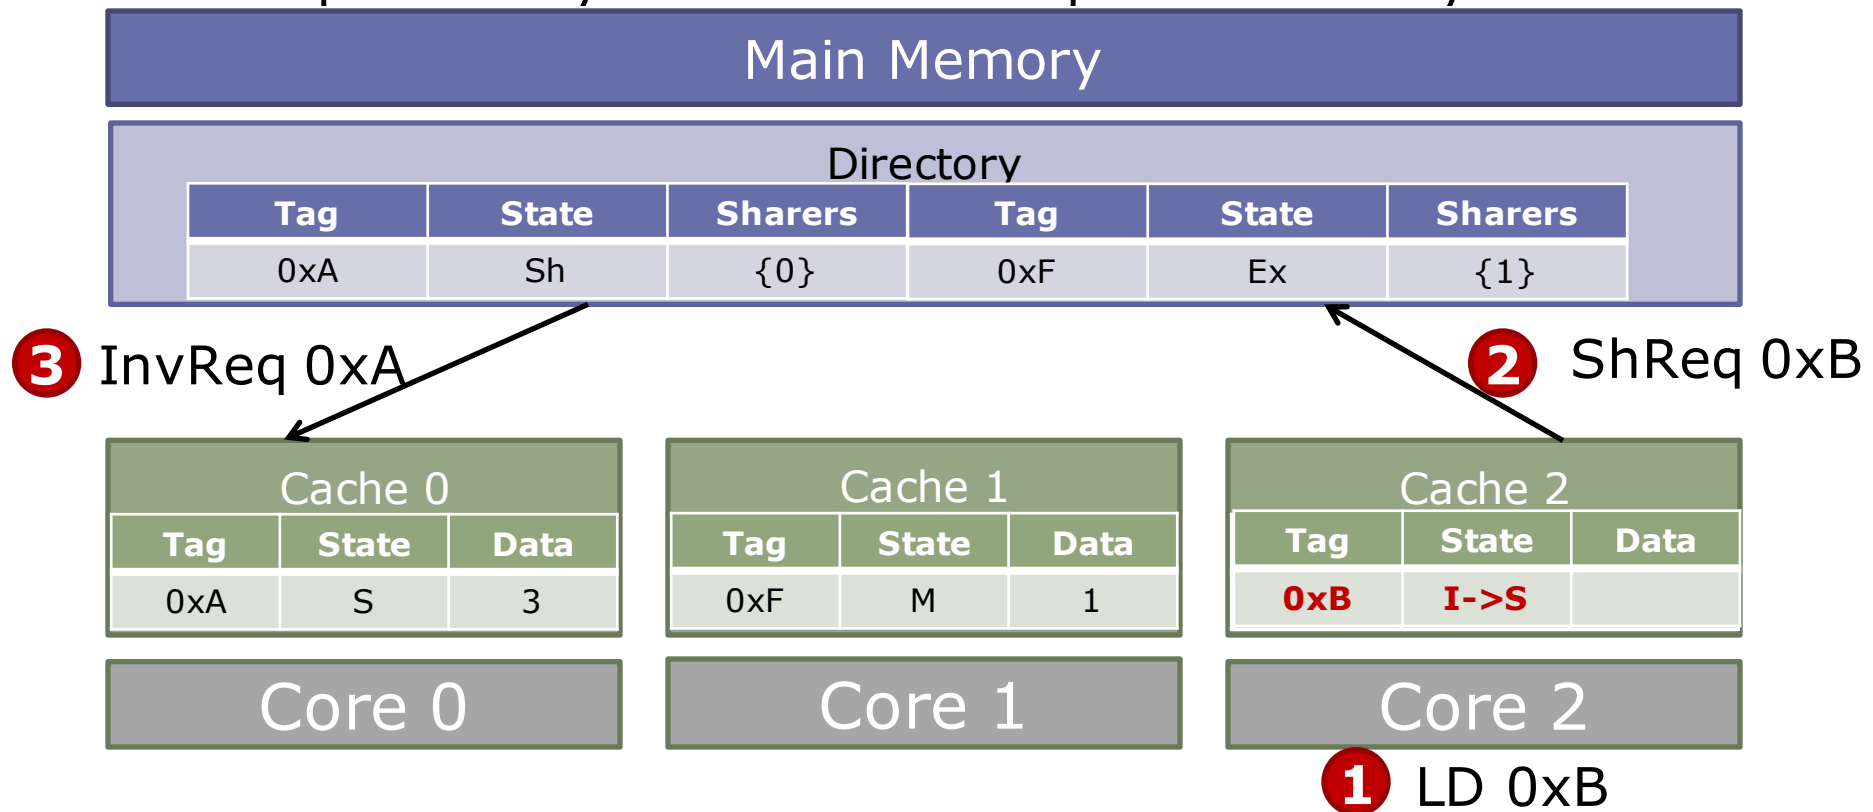 Main Memory
Directory
Tag State Sharers Tag State Sharers
0xA Sh {0} 0xF Ex {1}
3 InvReq 0xA
2 ShReq 0xB
Cache 0 Cache 1 Cache 2
Tag State Data Tag State Data Tag State Data
0xA S 3 0xF M 1 0xB I->S
Core 0 Core 1 Core 2
1 LD 0xB